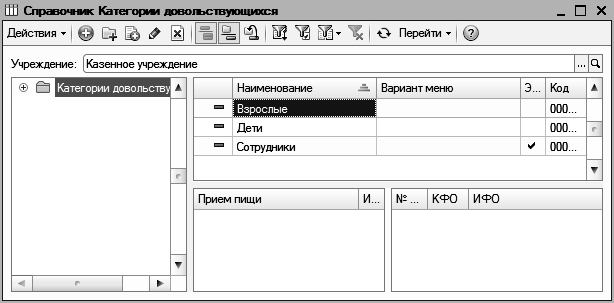 Справочник Категории довольствующихся
Действия Перейти
Учреждение: Казенное учреждение ...
Категории довольству
Наименование Вариант меню Э... Код
Взрослые 000...
Дети 000...
Сотрудники 000...
Прием пищи И... № ... КФО ИФО